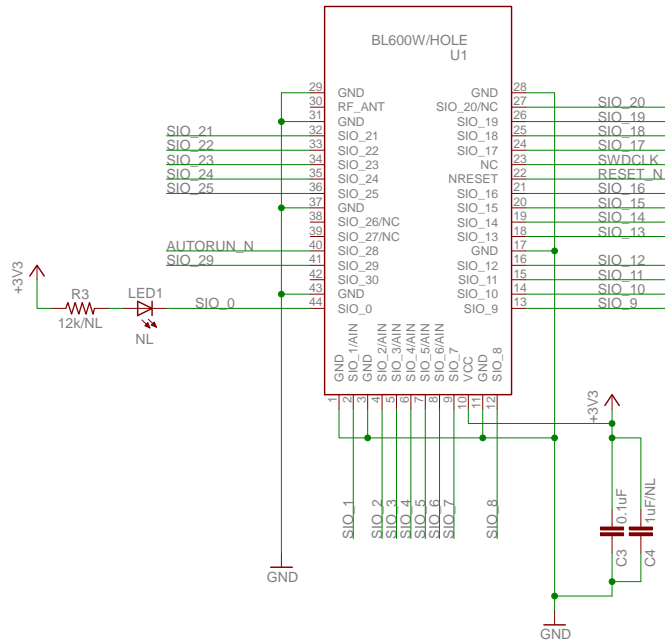 BL600W/HOLE
U1
29 GND
30 RF_ANT
31 GND
SIO_21 32 SIO_21
SIO_22 33 SIO_22
SIO_23 34 SIO_23
SIO_24 35 SIO_24
SIO_25 36 SIO_25
37 GND
38 SIO_26/NC
39 SIO_27/NC
AUTORUN_N 40 SIO_28
SIO_29 41 SIO_29
42 SIO_30
43 GND
SIO_0 44 SIO_0
GND 28
SIO_20/NC 27 SIO_20
SIO_19 26 SIO_19
SIO_18 25 SIO_18
SIO_24 24 SIO_17
NC 23 SWDCLK
NRESET 22 RESET_N
SIO_16 21 SIO_16
SIO_15 20 SIO_15
SIO_14 19 SIO_14
SIO_13 18 SIO_13
GND 17
SIO_12 16 SIO_12
SIO_11 15 SIO_11
SIO_10 14 SIO_10
SIO_9 13 SIO_9
+3V3
R3
12k/NL
LED1
NL
GND 1
SIO_1/AIN 2 SIO_1
GND 3
SIO_2/AIN 4 SIO_2
SIO_3/AIN 5 SIO_3
SIO_4/AIN 6 SIO_4
SIO_5/AIN 7 SIO_5
SIO_6/AIN 8 SIO_6
SIO_7 9 SIO_7
VCC 10
GND 11
SIO_8 12 SIO_8
+3V3
0.1uF
C3
1uF/NL
C4
GND
GND